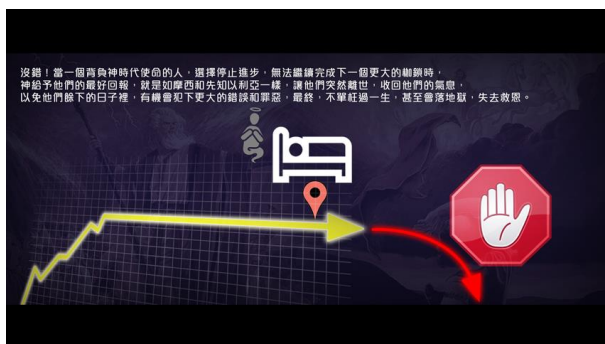 沒錯！當一個背負神時代使命的人，選擇停止進步，無法繼續完成下一個更大的枷鎖時，
神給予他們的最好回報，就是如摩西和先知以利亞一樣，讓他們突然離世，收回他們的氣息，
以免他們餘下的日子裡，有機會犯下更大的錯誤和罪惡，最終，不單枉過一生，甚至會落地獄，失去救恩。